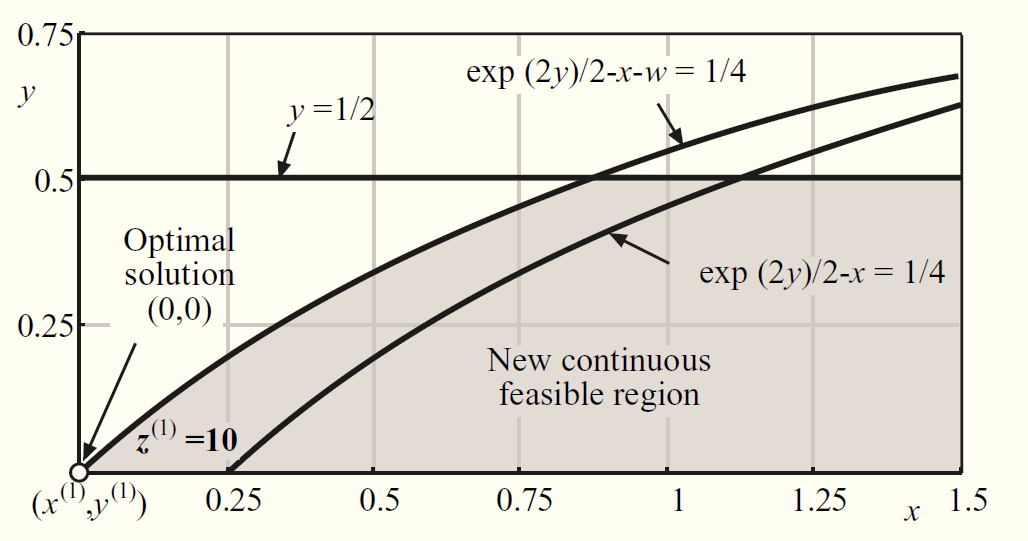 0.75
y
exp (2y)/2-x-w = 1/4
y =1/2
0.5
Optimal
solution
(0,0)
exp (2y)/2-x = 1/4
0.25
New continuous
feasible region
z(1) =10
(x(1),y(1))
0.25
0.5
0.75
1
1.25
x
1.5